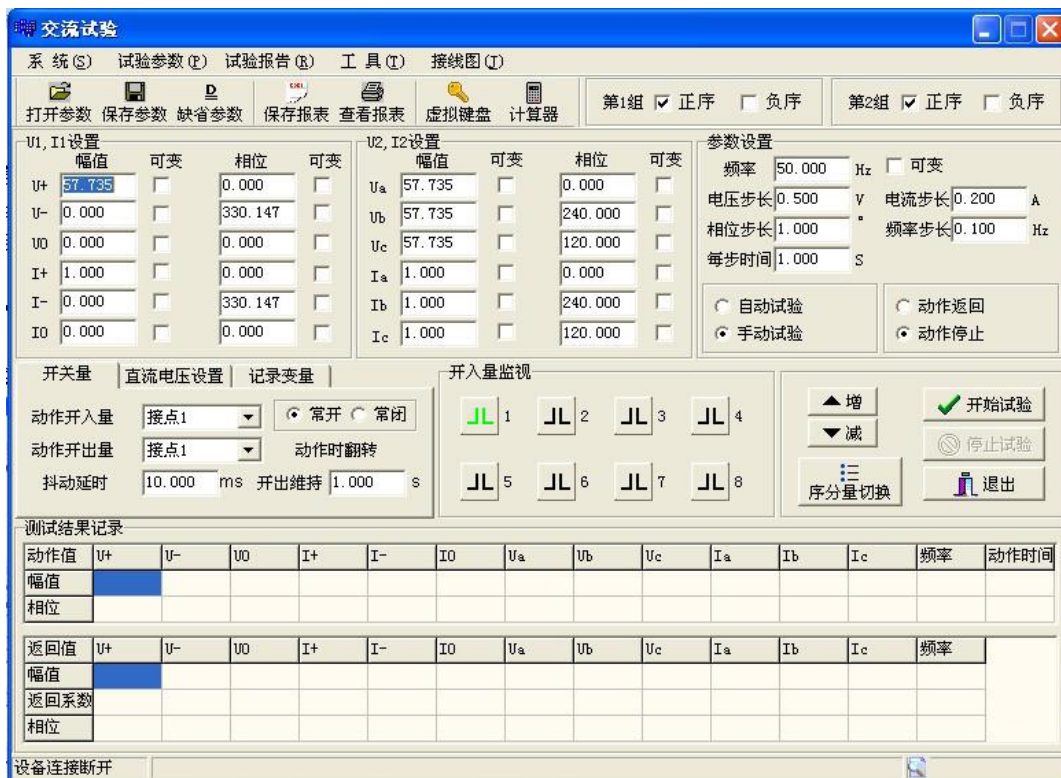 交流试验
系 统(S) 试验参数(P) 试验报告(R) 工 具(T) 接线图(T)
打开参数 保存参数 缺省参数 保存报表 查看报表 虚拟键盘 计算器 第1组 正序 负序 第2组 正序 负序
U1, I1设置
幅值 可变 相位 可变
U+ 57.735 0.000
U- 0.000 330.147
U0 0.000 0.000
I+ 1.000 0.000
I- 0.000 330.147
I0 0.000 0.000
U2, I2设置
幅值 可变 相位 可变
Ua 57.735 0.000
Ub 57.735 240.000
Uc 57.735 120.000
Ia 1.000 0.000
Ib 1.000 240.000
Ic 1.000 120.000
参数设置
频率 50.000 Hz 可变
电压步长 0.500 V 电流步长 0.200 A
相位步长 1.000 ° 频率步长 0.100 Hz
每步时间 1.000 S
自动试验 动作返回
手动试验 动作停止
开关量 直流电压设置 记录变量
动作开入量 接点1 常开 常闭
动作开出量 接点1 动作时翻转
抖动延时 10.000 ms 开出维持 1.000 s
开入量监视
1 2 3 4
5 6 7 8
增 开始试验
减 停止试验
序分量切换 退出
测试结果记录
动作值 U+ U- U0 I+ I- I0 Ua Ub Uc Ia Ib Ic 频率 动作时间
幅值
相位
返回值 U+ U- U0 I+ I- I0 Ua Ub Uc Ia Ib Ic 频率
幅值
返回系数
相位
设备连接断开